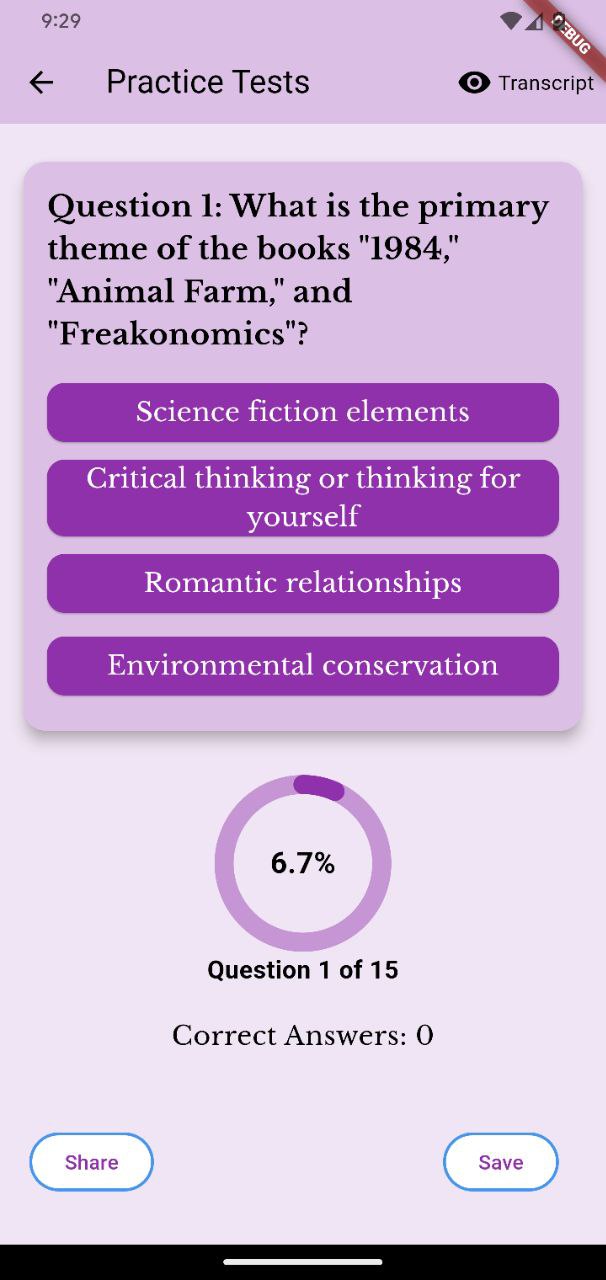 9:29
DEBUG
Practice Tests
Transcript
Question 1: What is the primary
theme of the books "1984,"
"Animal Farm," and
"Freakonomics"?
Science fiction elements
Critical thinking or thinking for
yourself
Romantic relationships
Environmental conservation
6.7%
Question 1 of 15
Correct Answers: 0
Share
Save